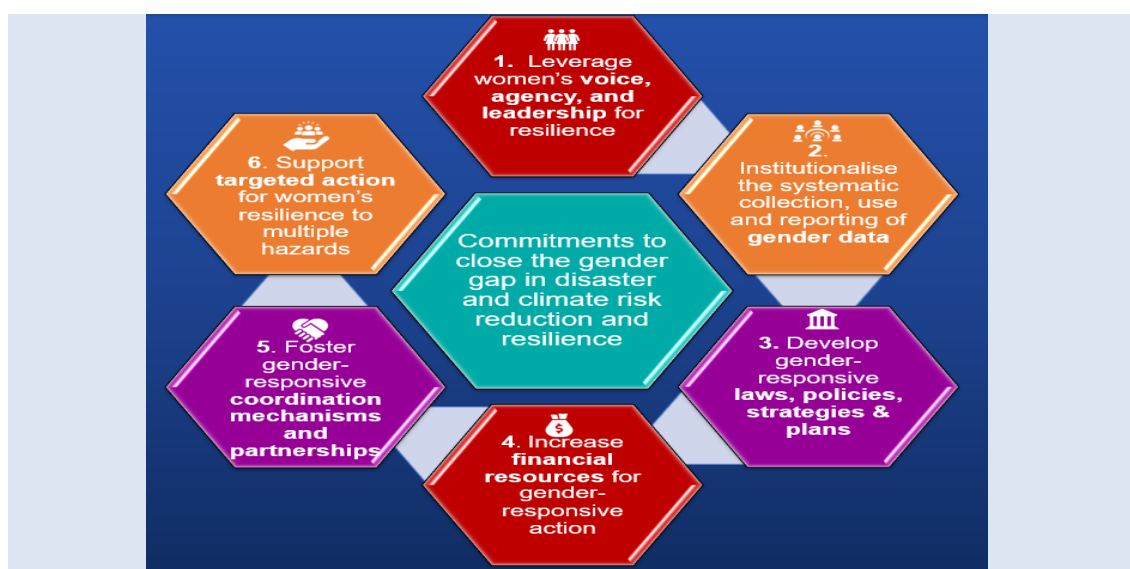 1. Leverage
women's voice,
agency, and
leadership for
resilience
2.
Institutionalise
the systematic
collection, use
and reporting of
gender data
3. Develop
gender-
responsive
laws, policies,
strategies &
plans
4. Increase
financial
resources for
gender-
responsive
action
5. Foster
gender-
responsive
coordination
mechanisms
and
partnerships
6. Support
targeted action
for women's
resilience to
multiple
hazards
Commitments to
close the gender
gap in disaster
and climate risk
reduction and
resilience